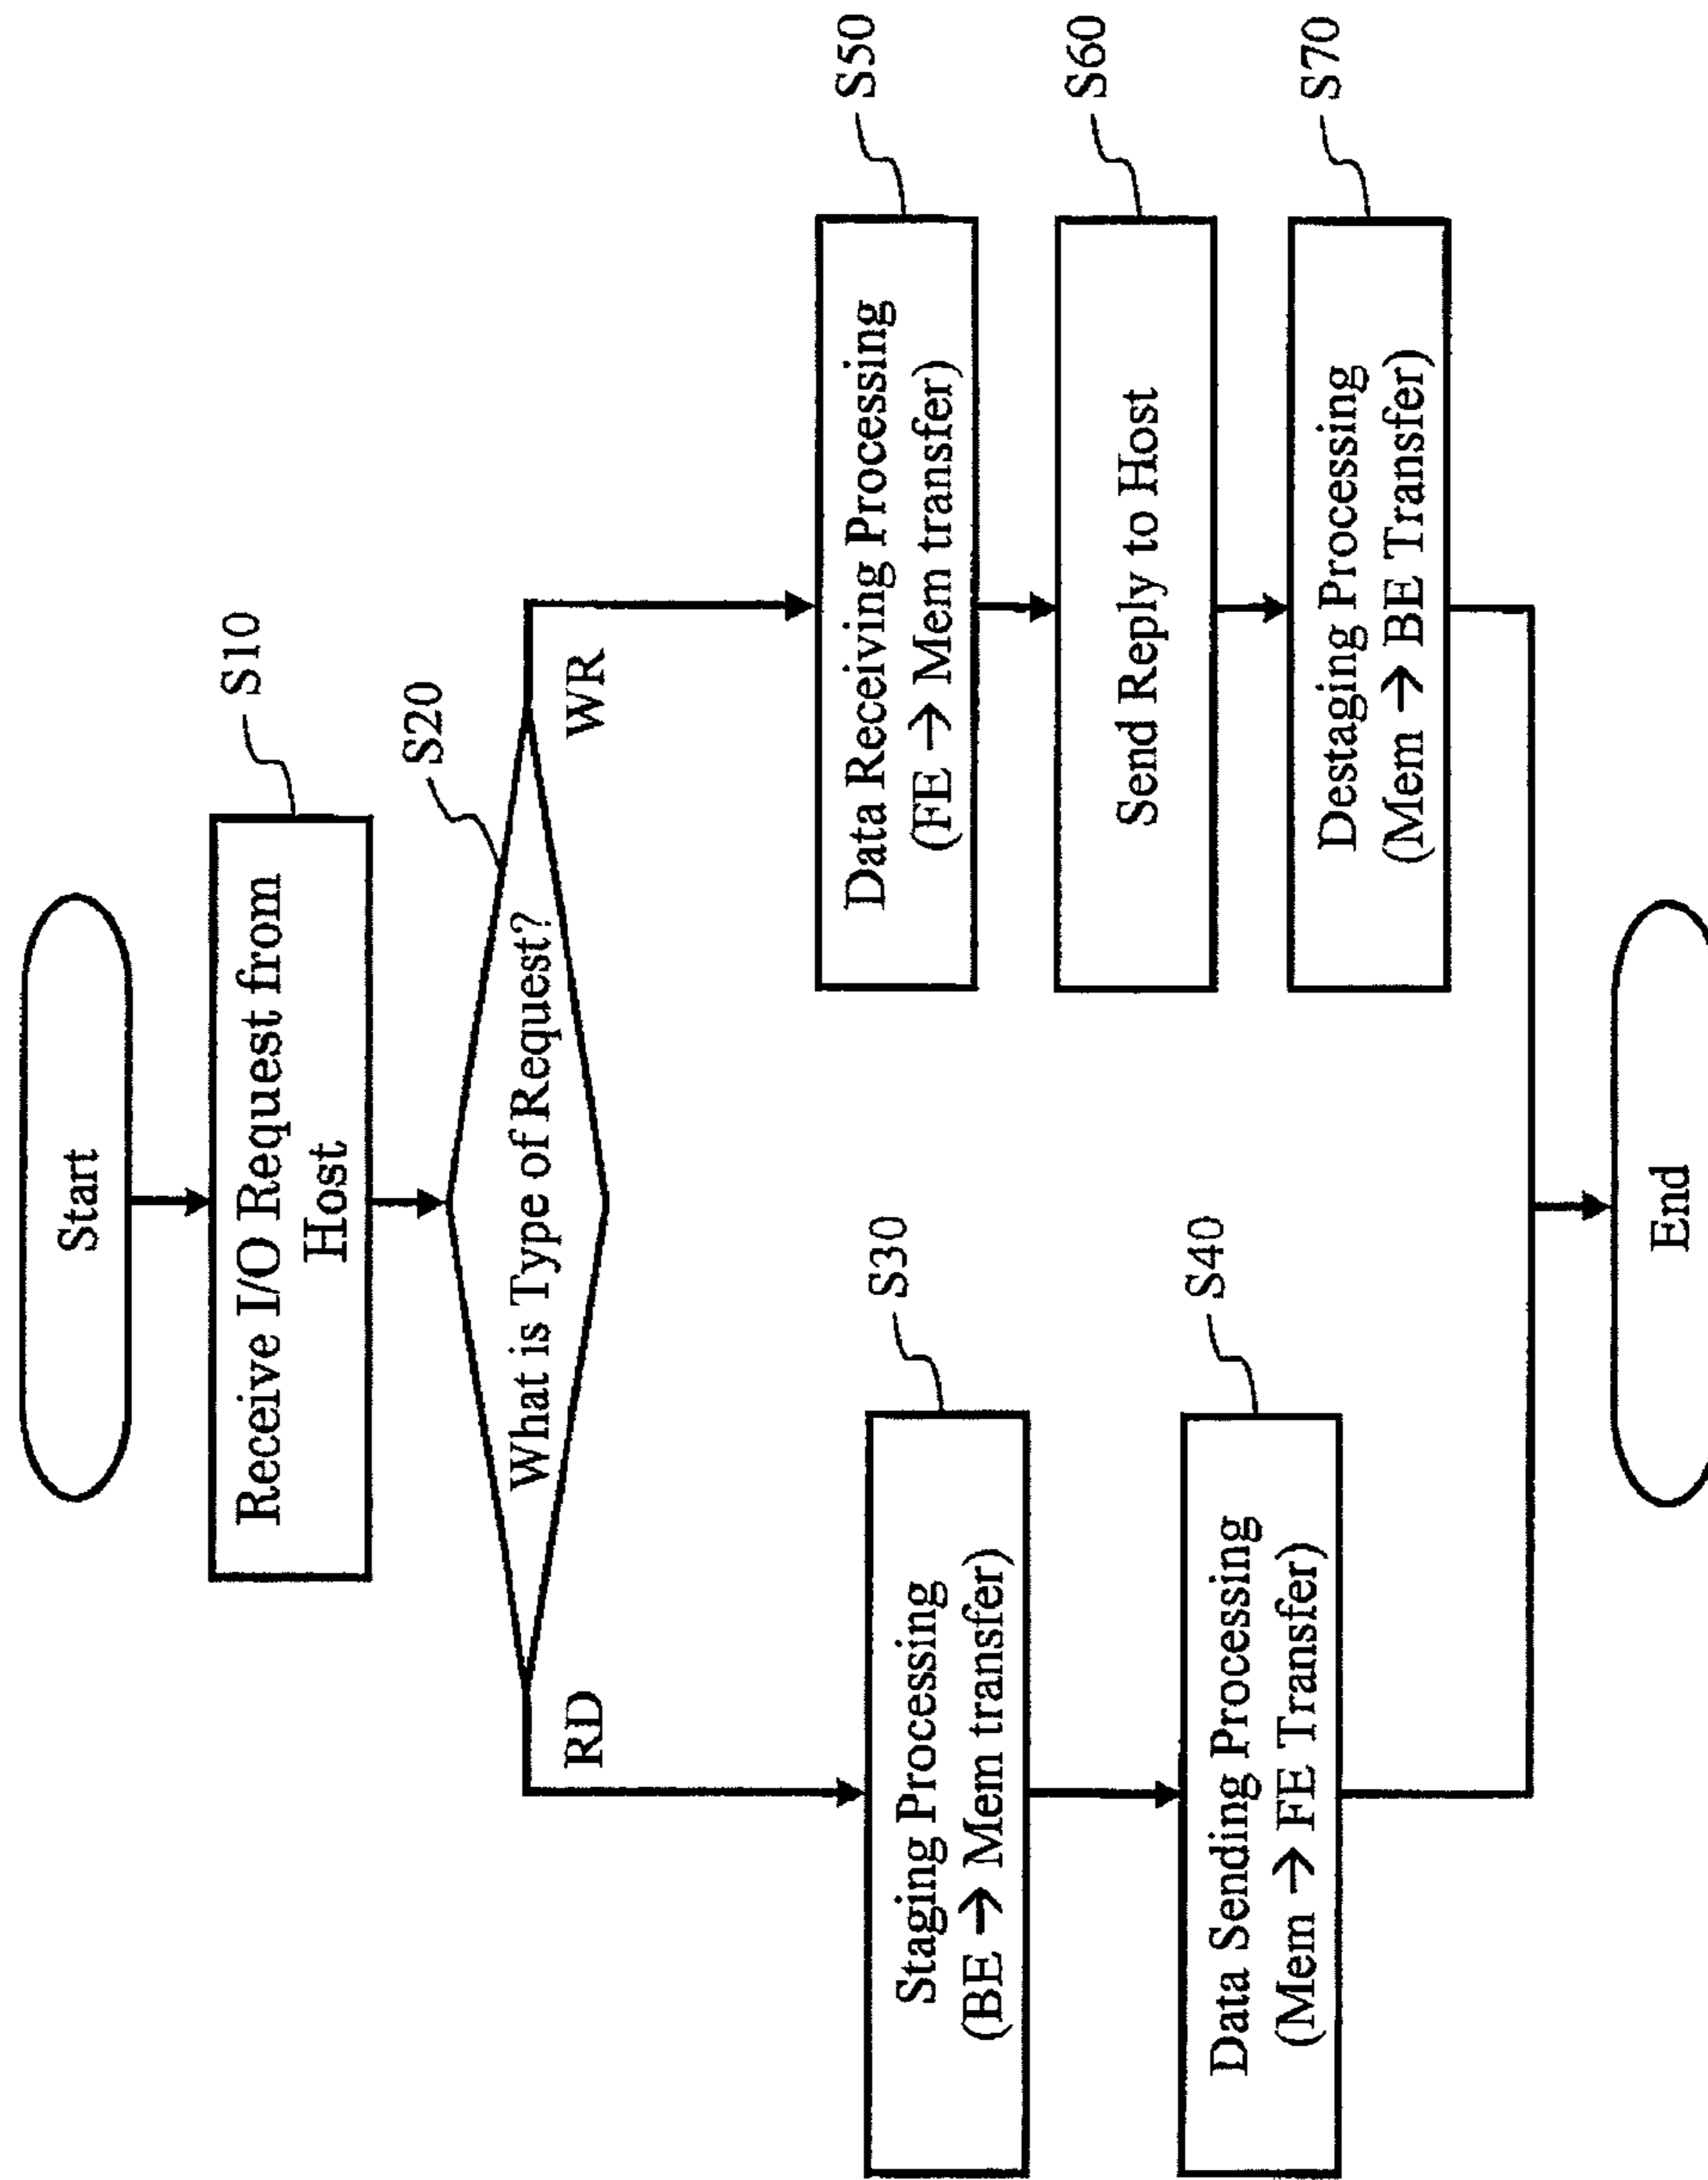 Start
Receive I/O Request from
Host
S10
What is Type of Request?
S20
RD
WR
Staging Processing
(BE → Mem transfer)
S30
Data Sending Processing
(Mem → FE Transfer)
S40
Data Receiving Processing
(FE → Mem transfer)
S50
Send Reply to Host
S60
Destaging Processing
(Mem → BE Transfer)
S70
End